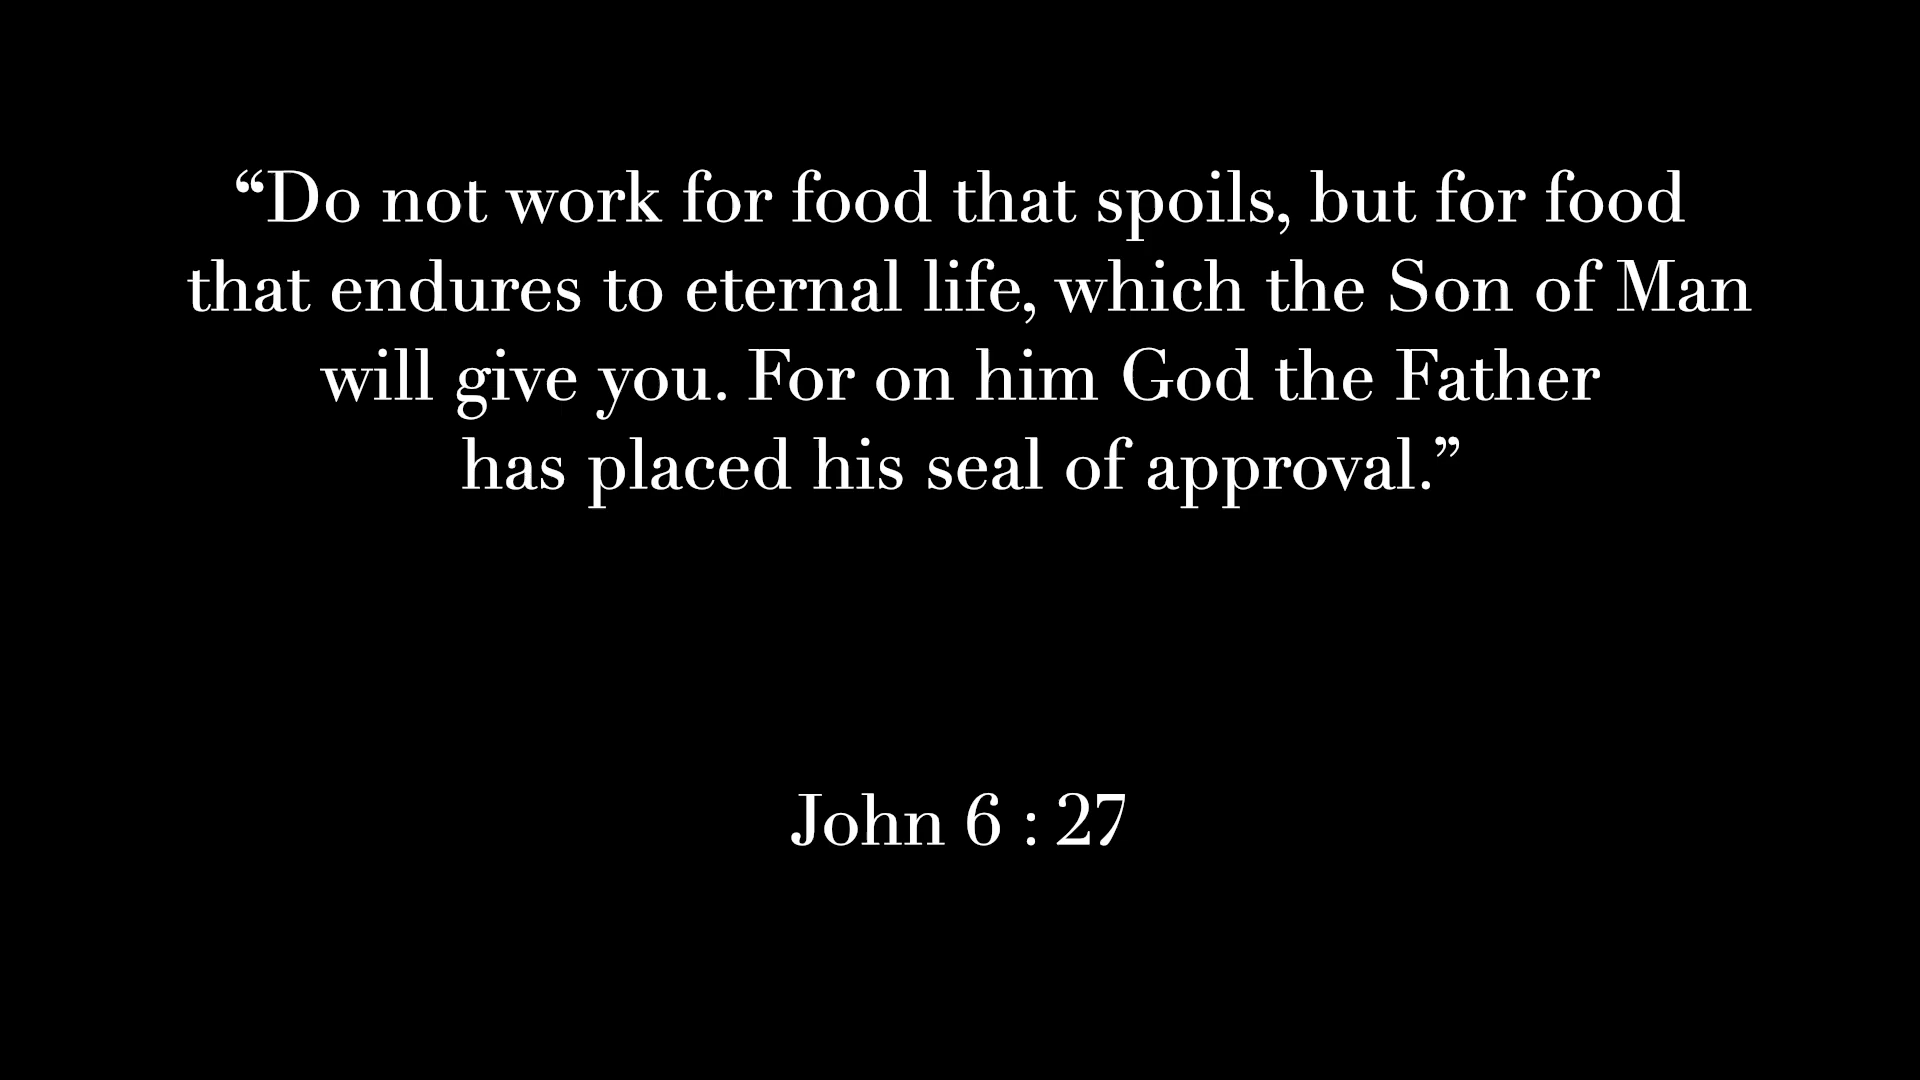 “Do not work for food that spoils, but for food
that endures to eternal life, which the Son of Man
will give you. For on him God the Father
has placed his seal of approval.”
John 6 : 27